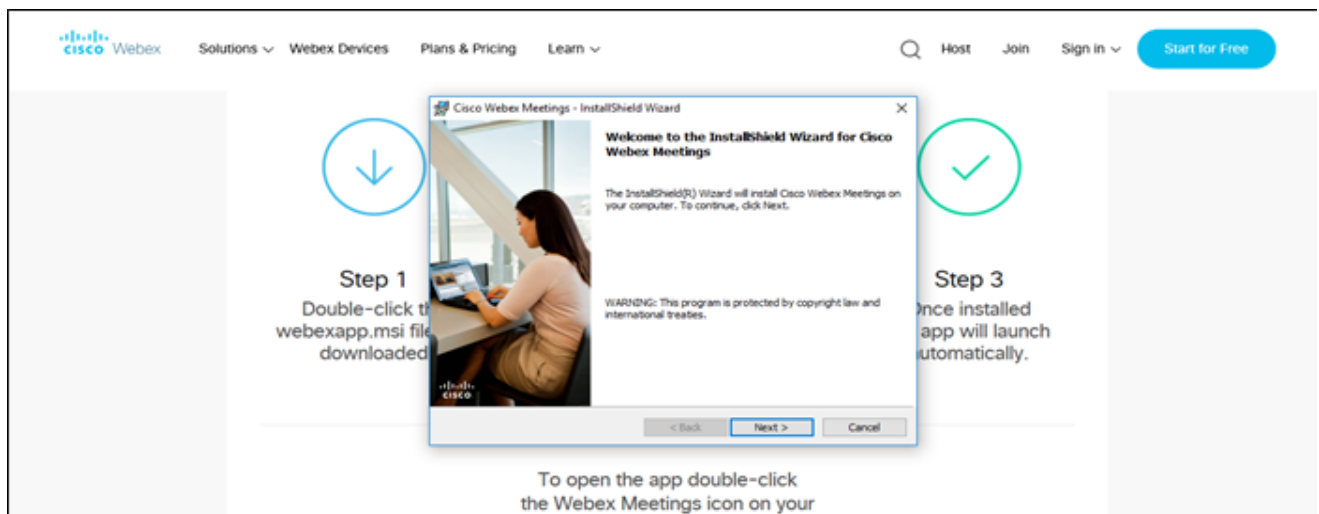 CISCO Webex
Solutions
Webex Devices
Plans & Pricing
Learn
Host
Join
Sign in
Start for Free
Cisco Webex Meetings - InstallShield Wizard
Welcome to the InstallShield Wizard for Cisco
Webex Meetings
The InstallShield(R) Wizard will install Cisco Webex Meetings on
your computer. To continue, click Next.
WARNING: This program is protected by copyright law and
international treaties.
CISCO
< Back
Next >
Cancel
Step 1
Double-click
webexapp.msi
downloaded
Step 3
installed
app will launch
To open the app double-click
the Webex Meetings icon on your